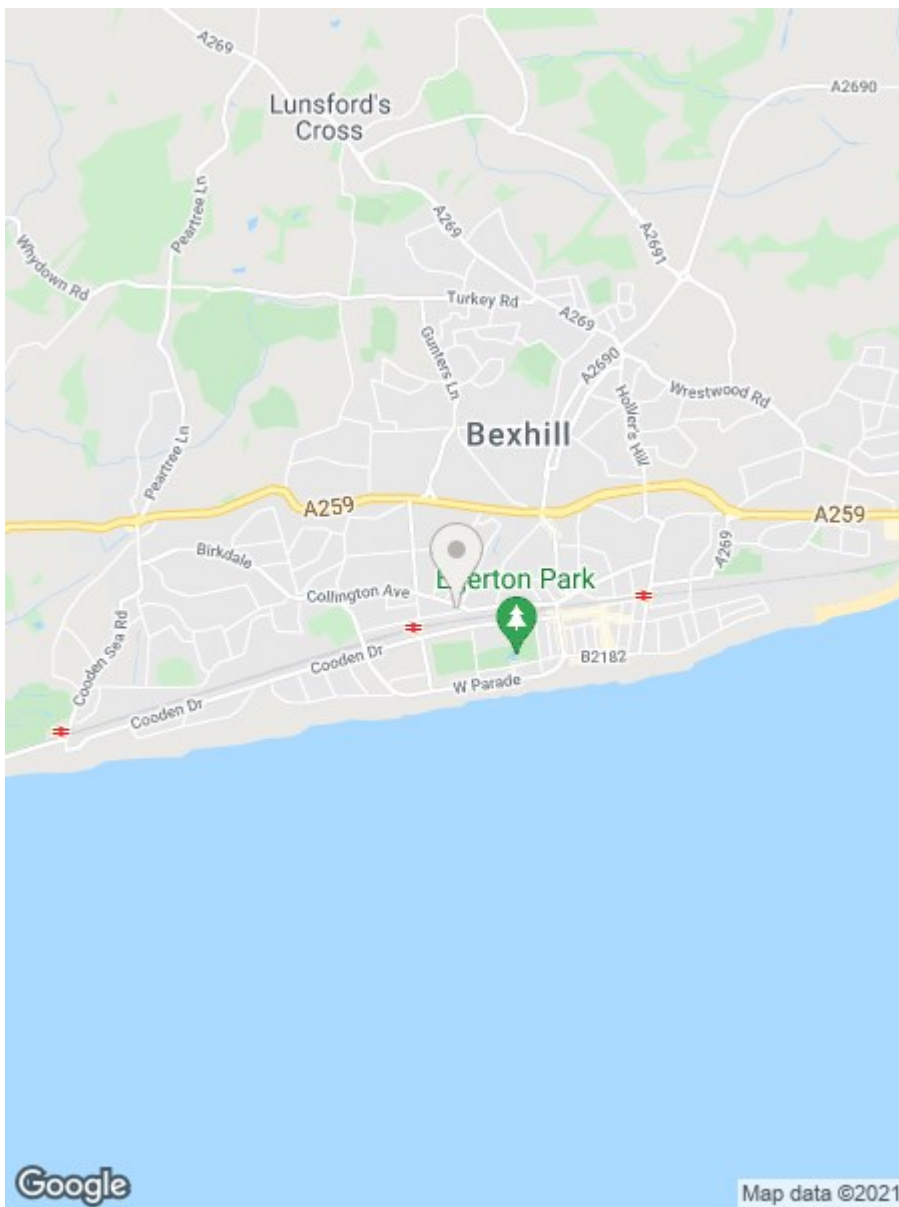 A269
A2690
Lunsford's
Cross
Peartree Ln
A269
A2691
Whydown Rd
Turkey Rd
A269
Gunters Ln
A2690
Holliers Hill
Wrestwood Rd
Bexhill
Peartree Ln
A259
A259
Birkdale
A269
Egerton Park
Collington Ave
Cooden Sea Rd
Cooden Dr
B2182
W Parade
Cooden Dr
Google
Map data ©2021